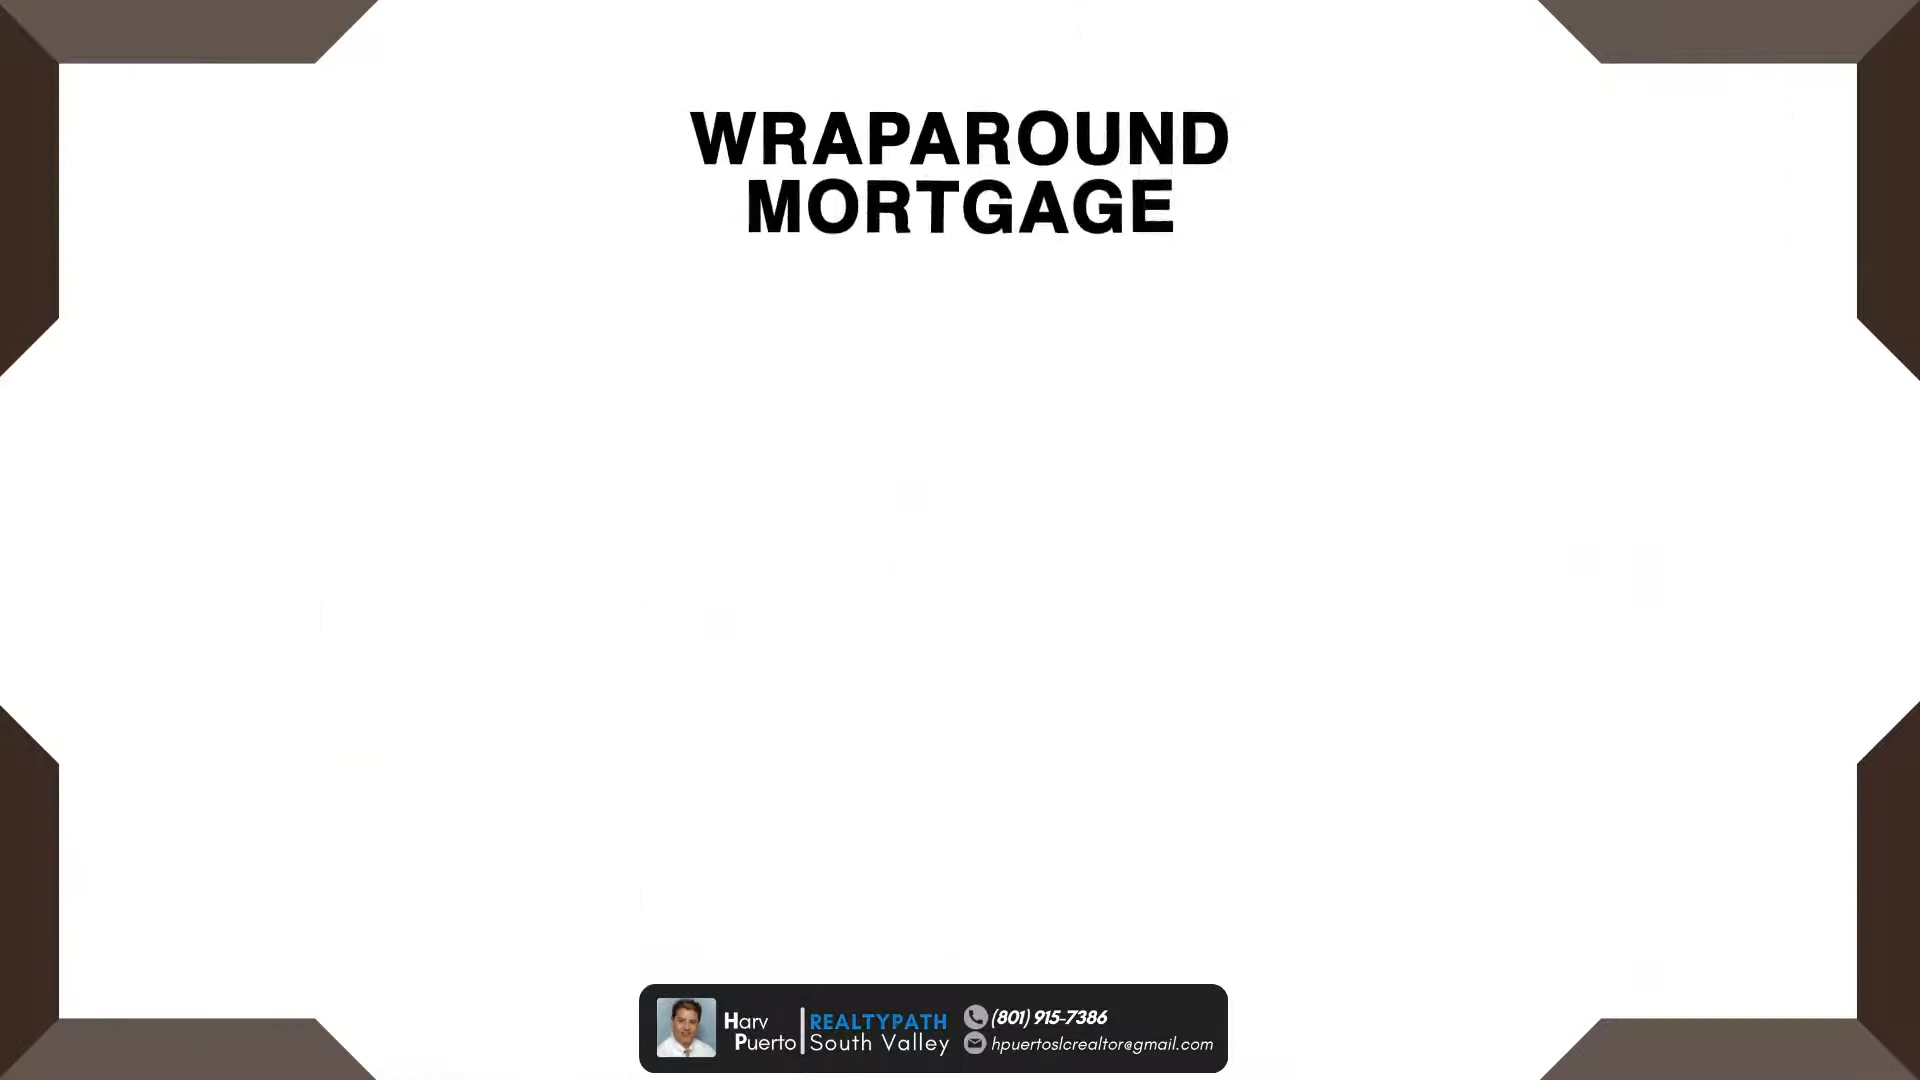 WRAPAROUND
MORTGAGE
Harv
Puerto
REALTYPATH
South Valley
(801) 915-7386
hpuertoslcrealtor@gmail.com